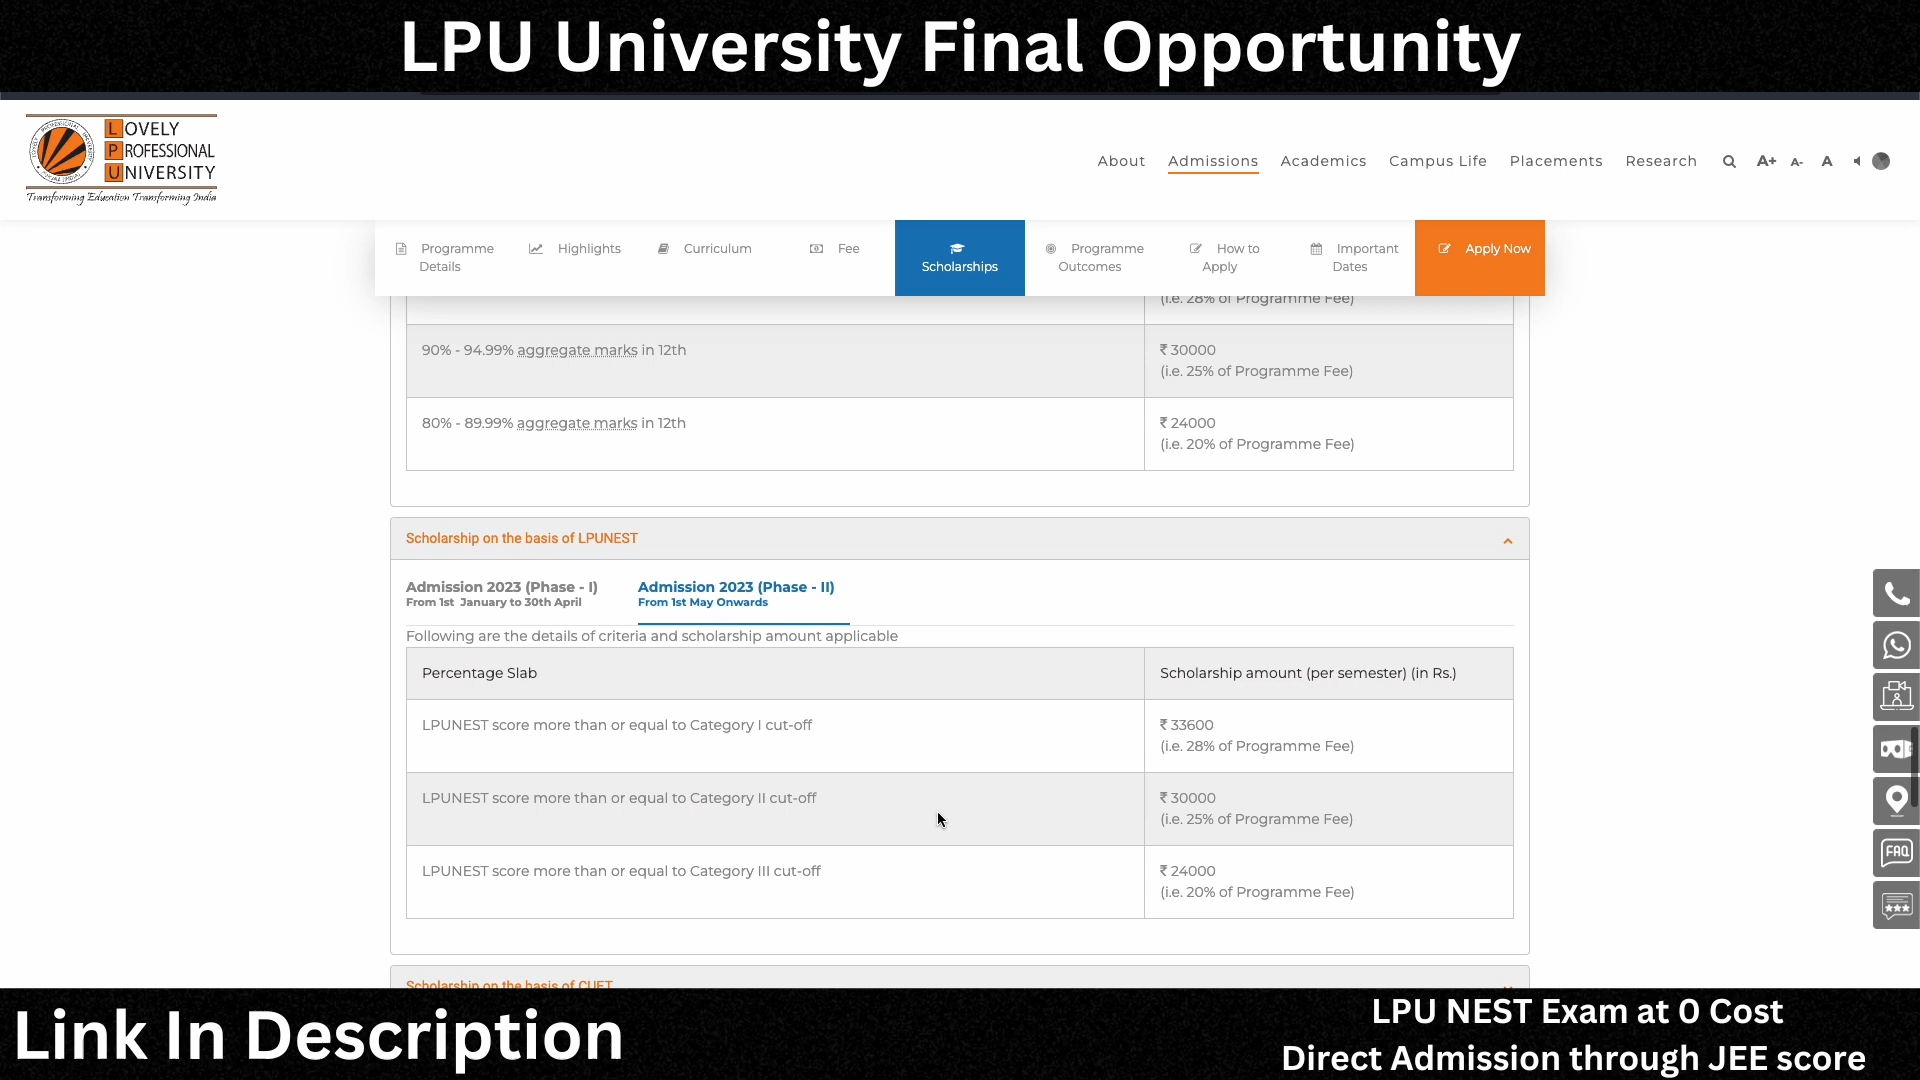 LPU University Final Opportunity
LOVELY
PROFESSIONAL
UNIVERSITY
Transforming Education Transforming India
About Admissions Academics Campus Life Placements Research A+ A- A
Programme Details
Highlights
Curriculum
Fee
Scholarships
Programme Outcomes
How to Apply
Important Dates
Apply Now
(i.e. 28% of Programme Fee)
90% - 94.99% aggregate marks in 12th
₹ 30000
(i.e. 25% of Programme Fee)
80% - 89.99% aggregate marks in 12th
₹ 24000
(i.e. 20% of Programme Fee)
Scholarship on the basis of LPUNEST
Admission 2023 (Phase - I)
From 1st January to 30th April
Admission 2023 (Phase - II)
From 1st May Onwards
Following are the details of criteria and scholarship amount applicable
Percentage Slab
Scholarship amount (per semester) (in Rs.)
LPUNEST score more than or equal to Category I cut-off
₹ 33600
(i.e. 28% of Programme Fee)
LPUNEST score more than or equal to Category II cut-off
₹ 30000
(i.e. 25% of Programme Fee)
LPUNEST score more than or equal to Category III cut-off
₹ 24000
(i.e. 20% of Programme Fee)
FAQ
Scholarship on the basis of CUET
Link In Description
LPU NEST Exam at 0 Cost
Direct Admission through JEE score